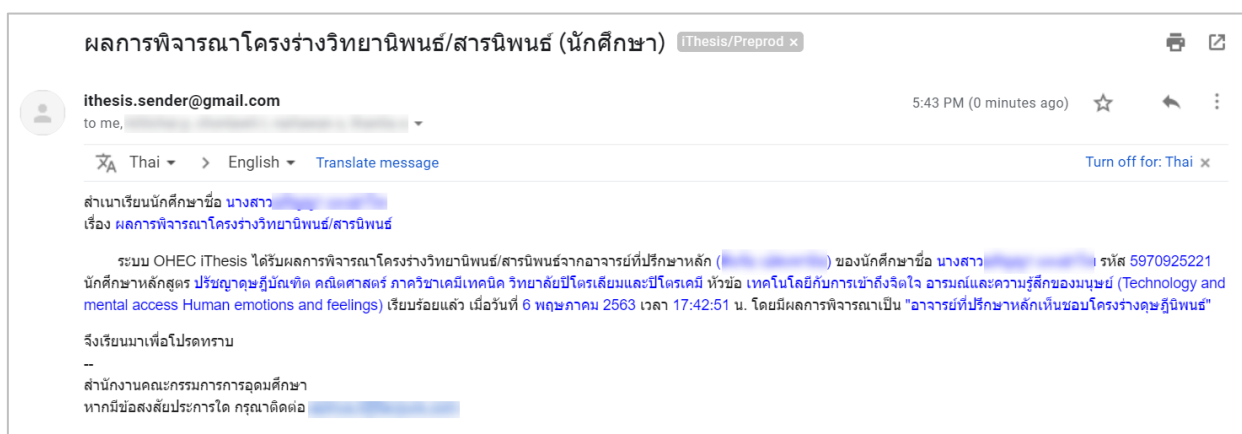 ผลการพิจารณาโครงร่างวิทยานิพนธ์/สารนิพนธ์ (นักศึกษา) iThesis/Preprod ×
ithesis.sender@gmail.com
5:43 PM (0 minutes ago)
to me,
Thai > English Translate message
Turn off for: Thai ×
สำเนาเรียนนักศึกษาชื่อ นางสาว
เรื่อง ผลการพิจารณาโครงร่างวิทยานิพนธ์/สารนิพนธ์
ระบบ OHEC iThesis ได้รับผลการพิจารณาโครงร่างวิทยานิพนธ์/สารนิพนธ์จากอาจารย์ที่ปรึกษาหลัก ( ) ของนักศึกษาชื่อ นางสาว รหัส 5970925221
นักศึกษาหลักสูตร ปรัชญาดุษฎีบัณฑิต คณิตศาสตร์ ภาควิชาเคมีเทคนิค วิทยาลัยปิโตรเลียมและปิโตรเคมี หัวข้อ เทคโนโลยีกับการเข้าถึงจิตใจ อารมณ์และความรู้สึกของมนุษย์ (Technology and
mental access Human emotions and feelings) เรียบร้อยแล้ว เมื่อวันที่ 6 พฤษภาคม 2563 เวลา 17:42:51 น. โดยมีผลการพิจารณาเป็น "อาจารย์ที่ปรึกษาหลักเห็นชอบโครงร่างดุษฎีนิพนธ์"
จึงเรียนมาเพื่อโปรดทราบ
--
สำนักงานคณะกรรมการการอุดมศึกษา
หากมีข้อสงสัยประการใด กรุณาติดต่อ